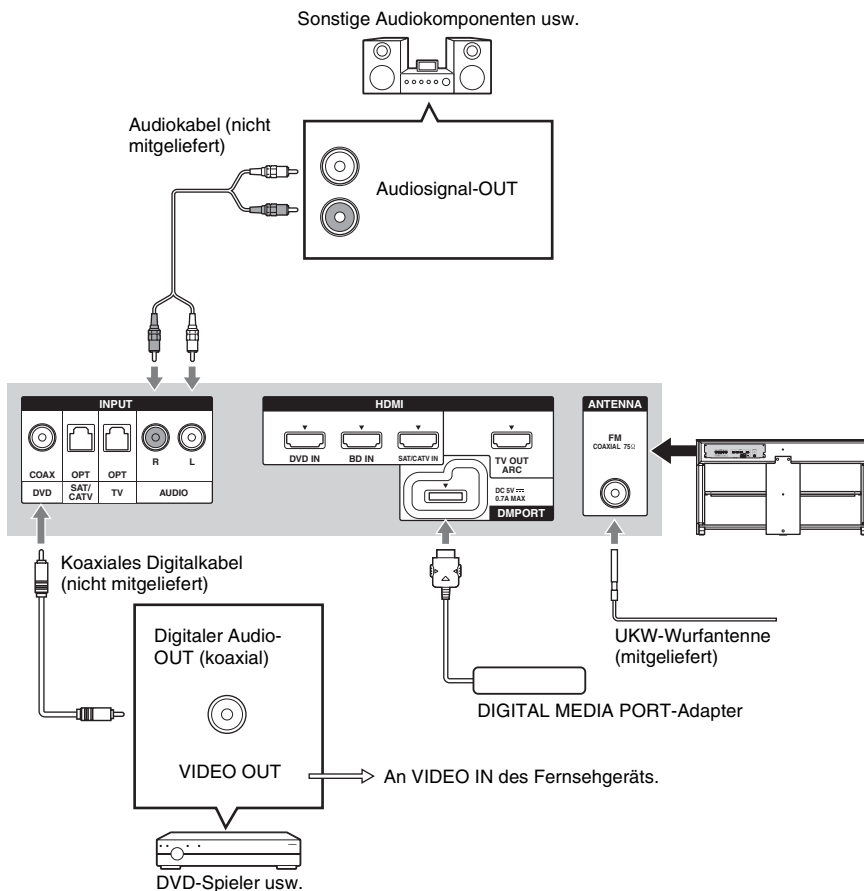 Sonstige Audiokomponenten usw.
Audiokabel (nicht
mitgeliefert)
Audiosignal-OUT
INPUT
HDMI
ANTENNA
COAX
OPT
OPT
R
L
DVD
SAT/
CATV
TV
AUDIO
DVD IN
BD IN
SAT/CATV IN
TV OUT
ARC
DC 5V
0.7A MAX
DMPORT
FM
COAXIAL 75Ω
Koaxiales Digitalkabel
(nicht mitgeliefert)
Digitaler Audio-
OUT (koaxial)
VIDEO OUT
An VIDEO IN des Fernsehgeräts.
DIGITAL MEDIA PORT-Adapter
UKW-Wurfantenne
(mitgeliefert)
DVD-Spieler usw.